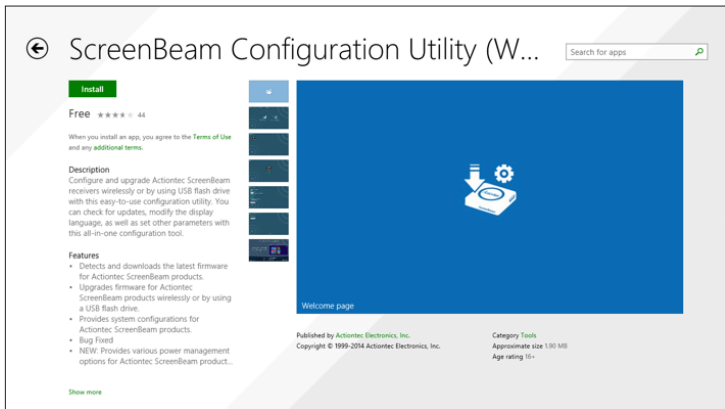 ScreenBeam Configuration Utility (W...
Search for apps
Install
Free 44
When you install an app, you agree to the Terms of Use
and any additional terms.
Description
Configure and upgrade Actiontec ScreenBeam
receivers wirelessly or by using USB flash drive
with this easy-to-use configuration utility. You
can check for updates, modify the display
language, as well as set other parameters with
this all-in-one configuration tool.
Features
• Detects and downloads the latest firmware
for Actiontec ScreenBeam products.
• Upgrades firmware for Actiontec
ScreenBeam products wirelessly or by using
a USB flash drive.
• Provides system configurations for
Actiontec ScreenBeam products.
• Bug Fixed
• NEW: Provides various power management
options for Actiontec ScreenBeam product...
Show more
Welcome page
Published by Actiontec Electronics, Inc.
Copyright © 1999-2014 Actiontec Electronics, Inc.
Category Tools
Approximate size 1.90 MB
Age rating 16+